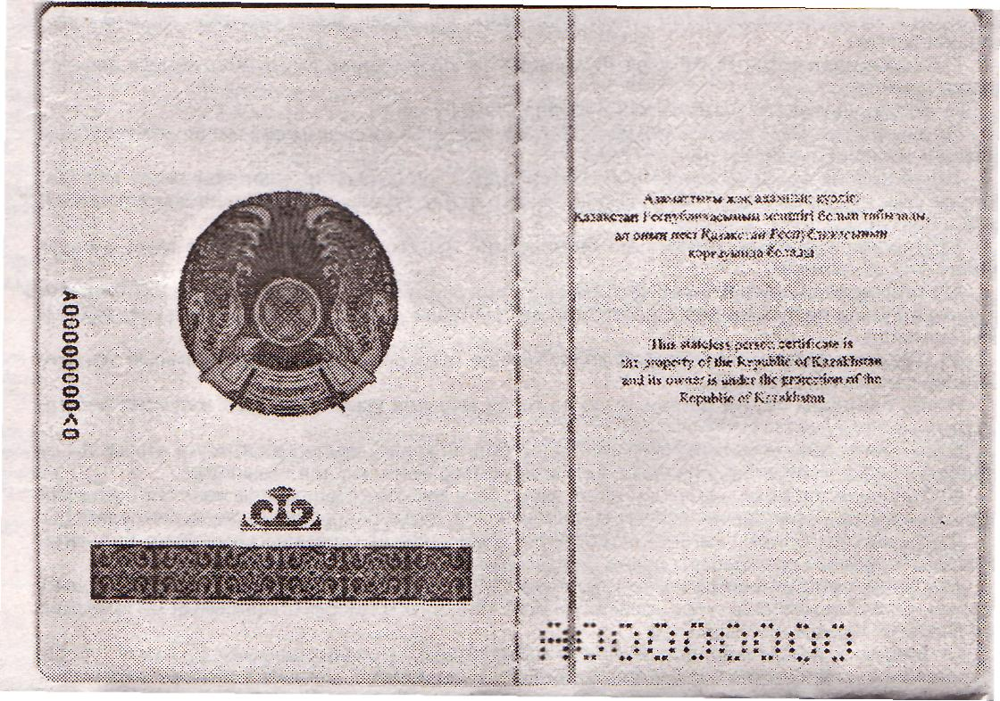 A00000000<0
Азаматтығы жоқ адамның куәлігі
Қазақстан Республикасының меншігі болып табылады,
ал оның иесі Қазақстан Республикасының
қорғауында болады
This stateless person certificate is
the property of the Republic of Kazakhstan
and its owner is under the protection of the
Republic of Kazakhstan
A00000000